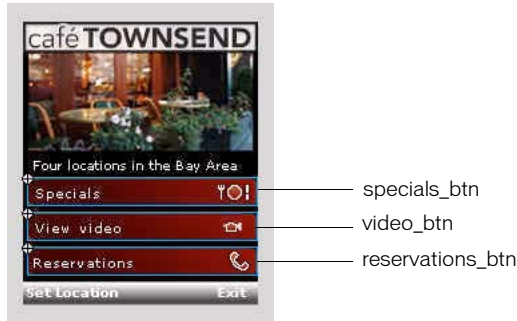 café TOWNSEND
Four locations in the Bay Area
Specials
specials_btn
View video
video_btn
Reservations
reservations_btn
Set Location Exit